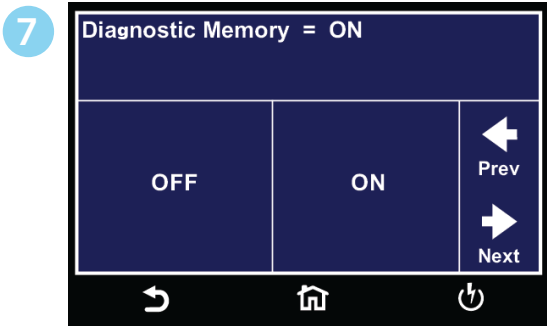 7
Diagnostic Memory = ON
OFF
ON
Prev
Next